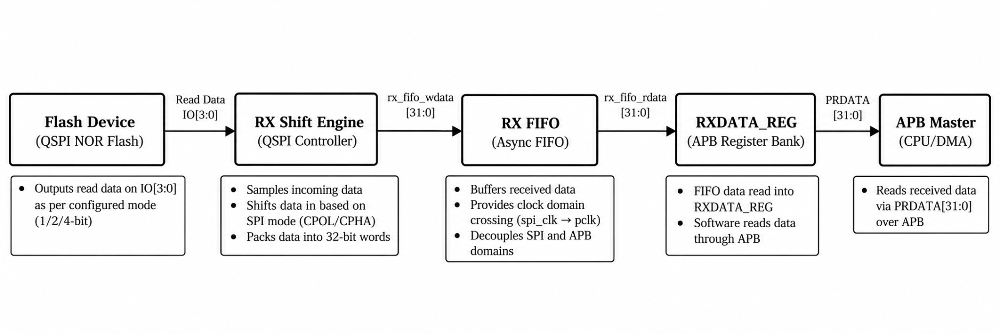 Flash Device
(QSPI NOR Flash)
Read Data
IO[3:0]
RX Shift Engine
(QSPI Controller)
rx_fifo_wdata
[31:0]
RX FIFO
(Async FIFO)
rx_fifo_rdata
[31:0]
RXDATA_REG
(APB Register Bank)
PRDATA
[31:0]
APB Master
(CPU/DMA)
• Outputs read data on IO[3:0]
as per configured mode
(1/2/4-bit)
• Samples incoming data
• Shifts data in based on
SPI mode (CPOL/CPHA)
• Packs data into 32-bit words
• Buffers received data
• Provides clock domain
crossing (spi_clk → pclk)
• Decouples SPI and APB
domains
• FIFO data read into
RXDATA_REG
• Software reads data
through APB
• Reads received data
via PRDATA[31:0]
over APB